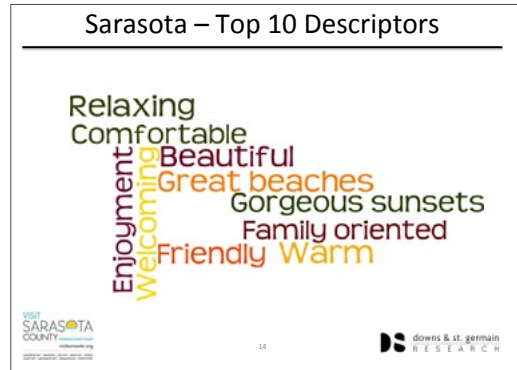 Sarasota – Top 10 Descriptors
Relaxing
Comfortable
Enjoyment
Welcoming
Beautiful
Great beaches
Gorgeous sunsets
Family oriented
Friendly
Warm
VISIT
SARASOTA
COUNTY
14
DS
downs & st. germain
RESEARCH